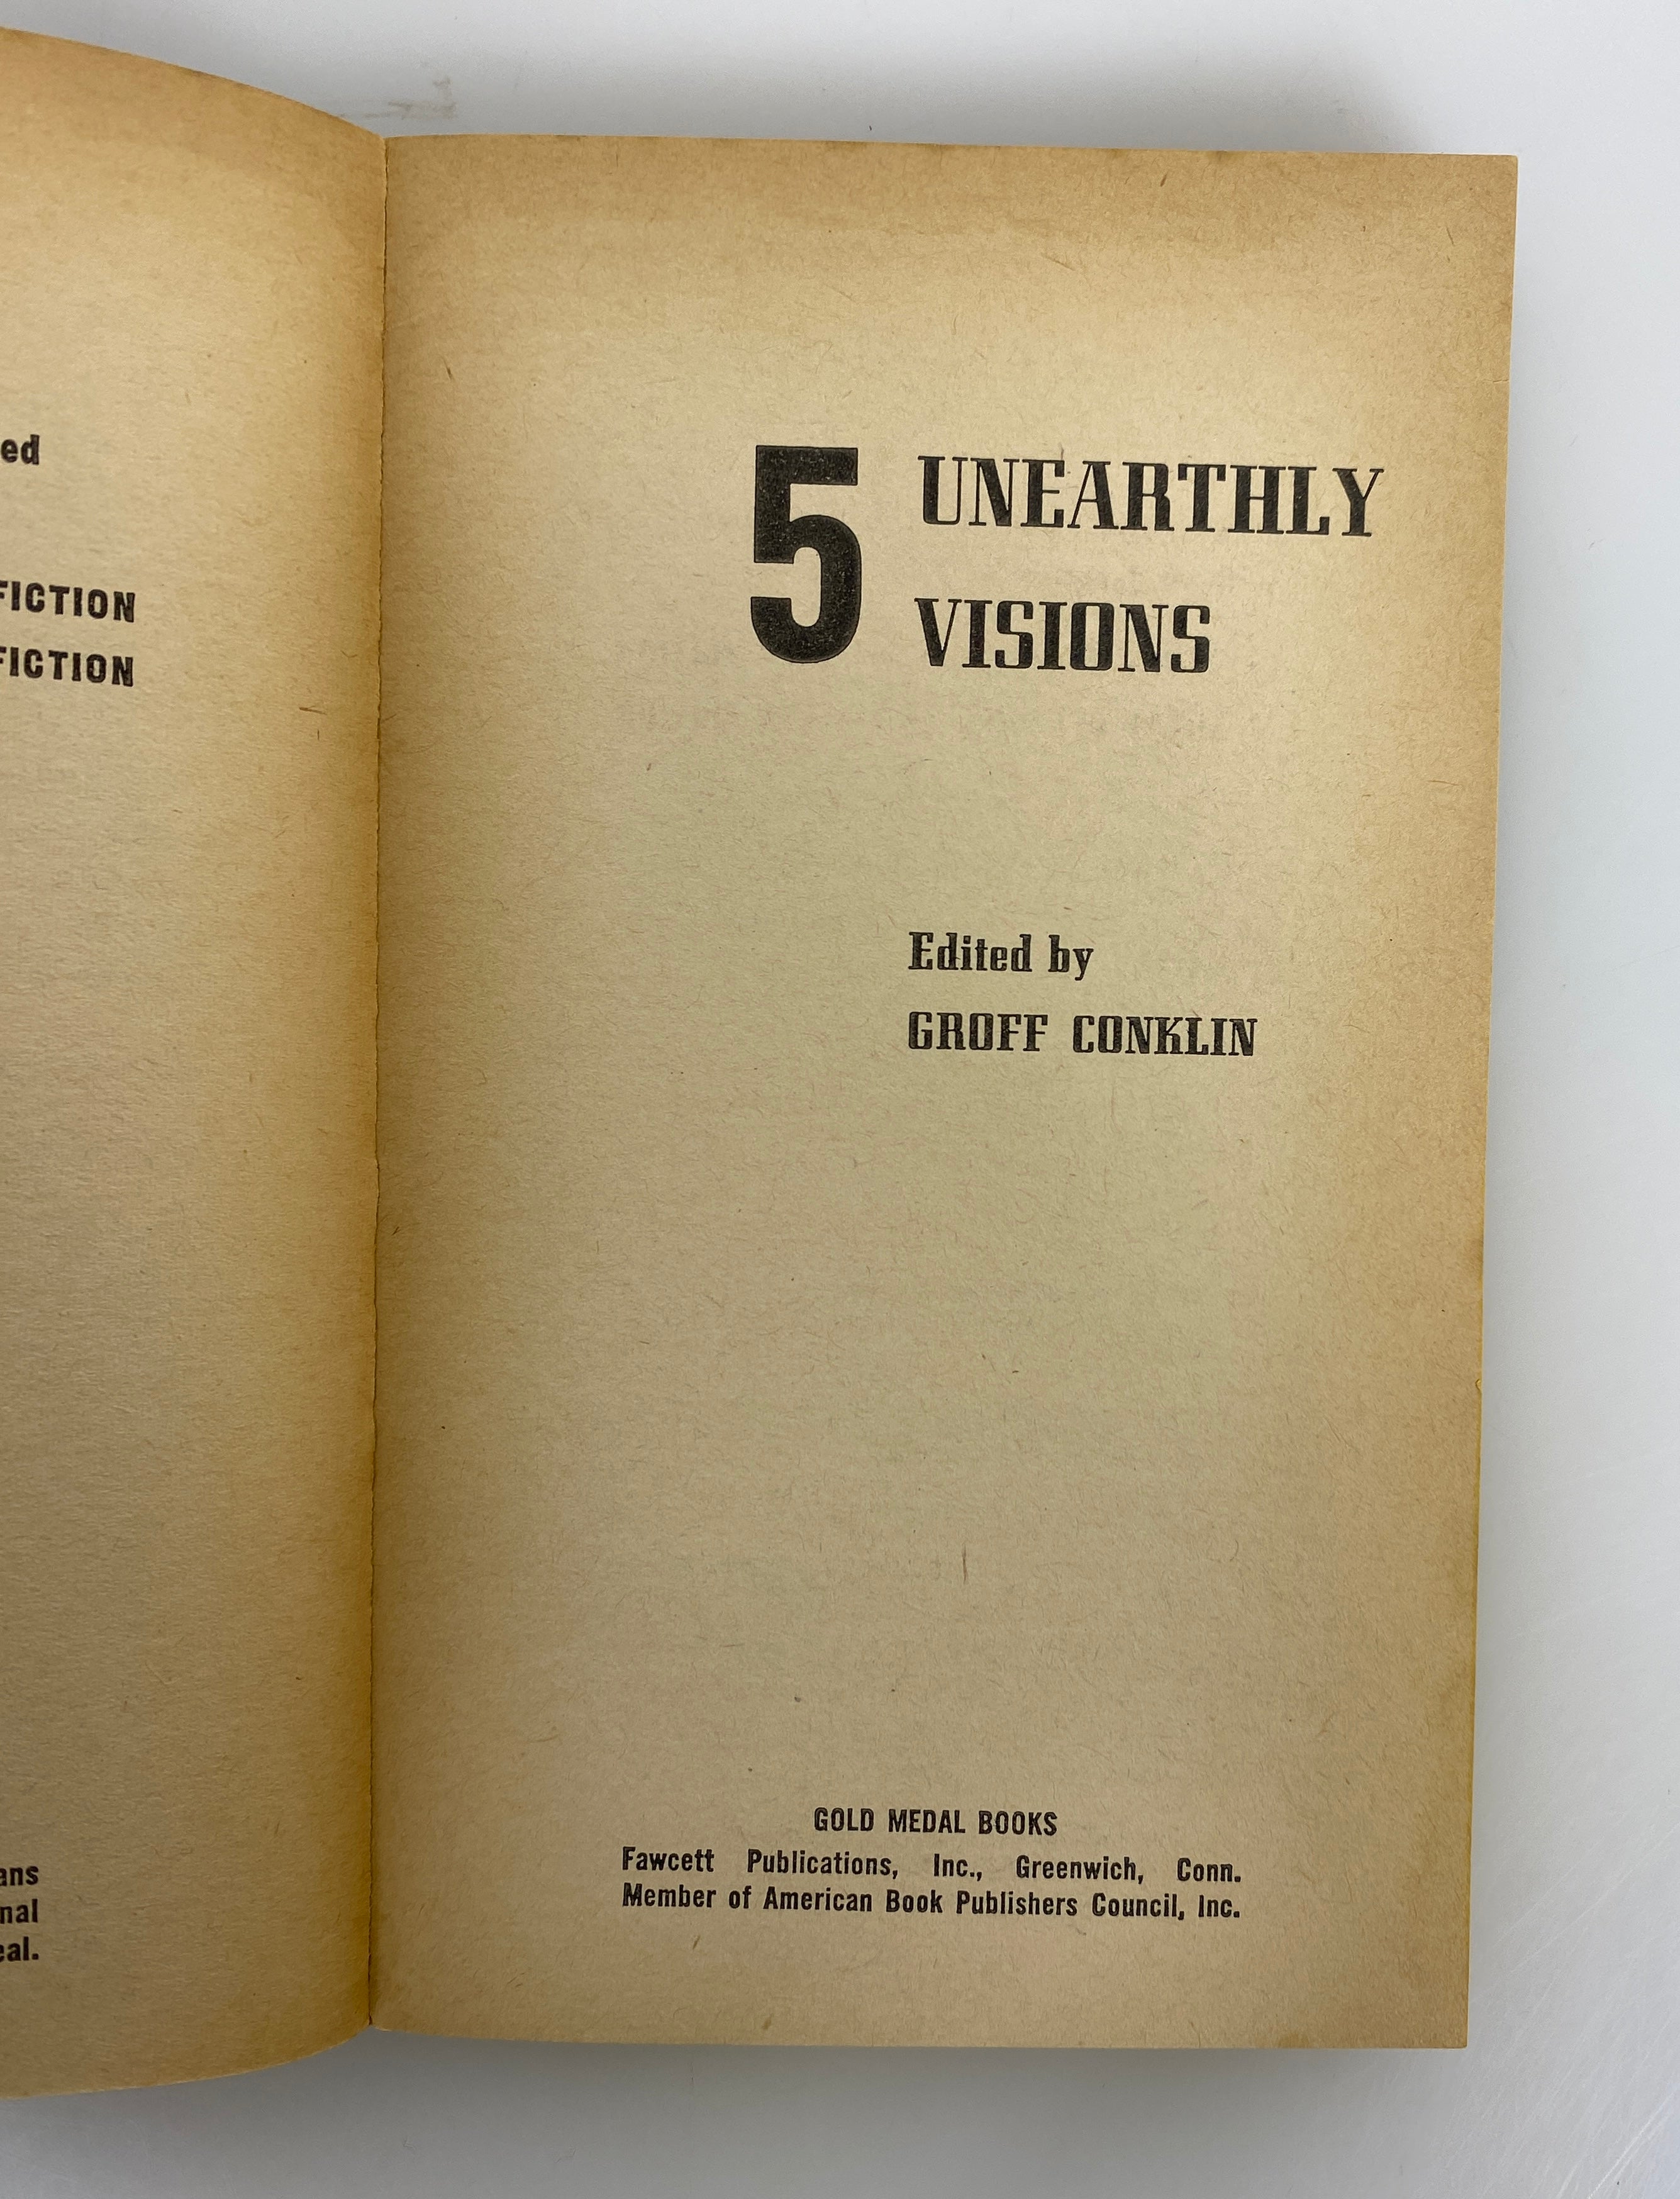 ed
FICTION
FICTION
ans
nal
eal.
5 UNEARTHLY
VISIONS
Edited by
GROFF CONKLIN
GOLD MEDAL BOOKS
Fawcett Publications, Inc., Greenwich, Conn.
Member of American Book Publishers Council, Inc.